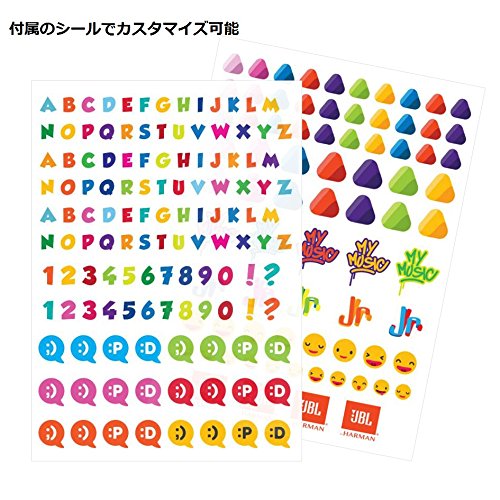 付属のシールでカスタマイズ可能
ABCDEFGHIJKLM
NOPQRSTUVWXYZ
ABCDEFGHIJKLM
NOPQRSTUVWXYZ
ABCDEFGHIJKLM
NOPQRSTUVWXYZ
1234567890!?
1234567890!?
:) ;) :P :D :) ;) :P :D
:) ;) :P :D :) ;) :P :D
:) ;) :P :D :) ;) :P :D
MY MUSIC MY MUSIC MY MUSIC
Jr Jr Jr
JBL JBL
HARMAN HARMAN